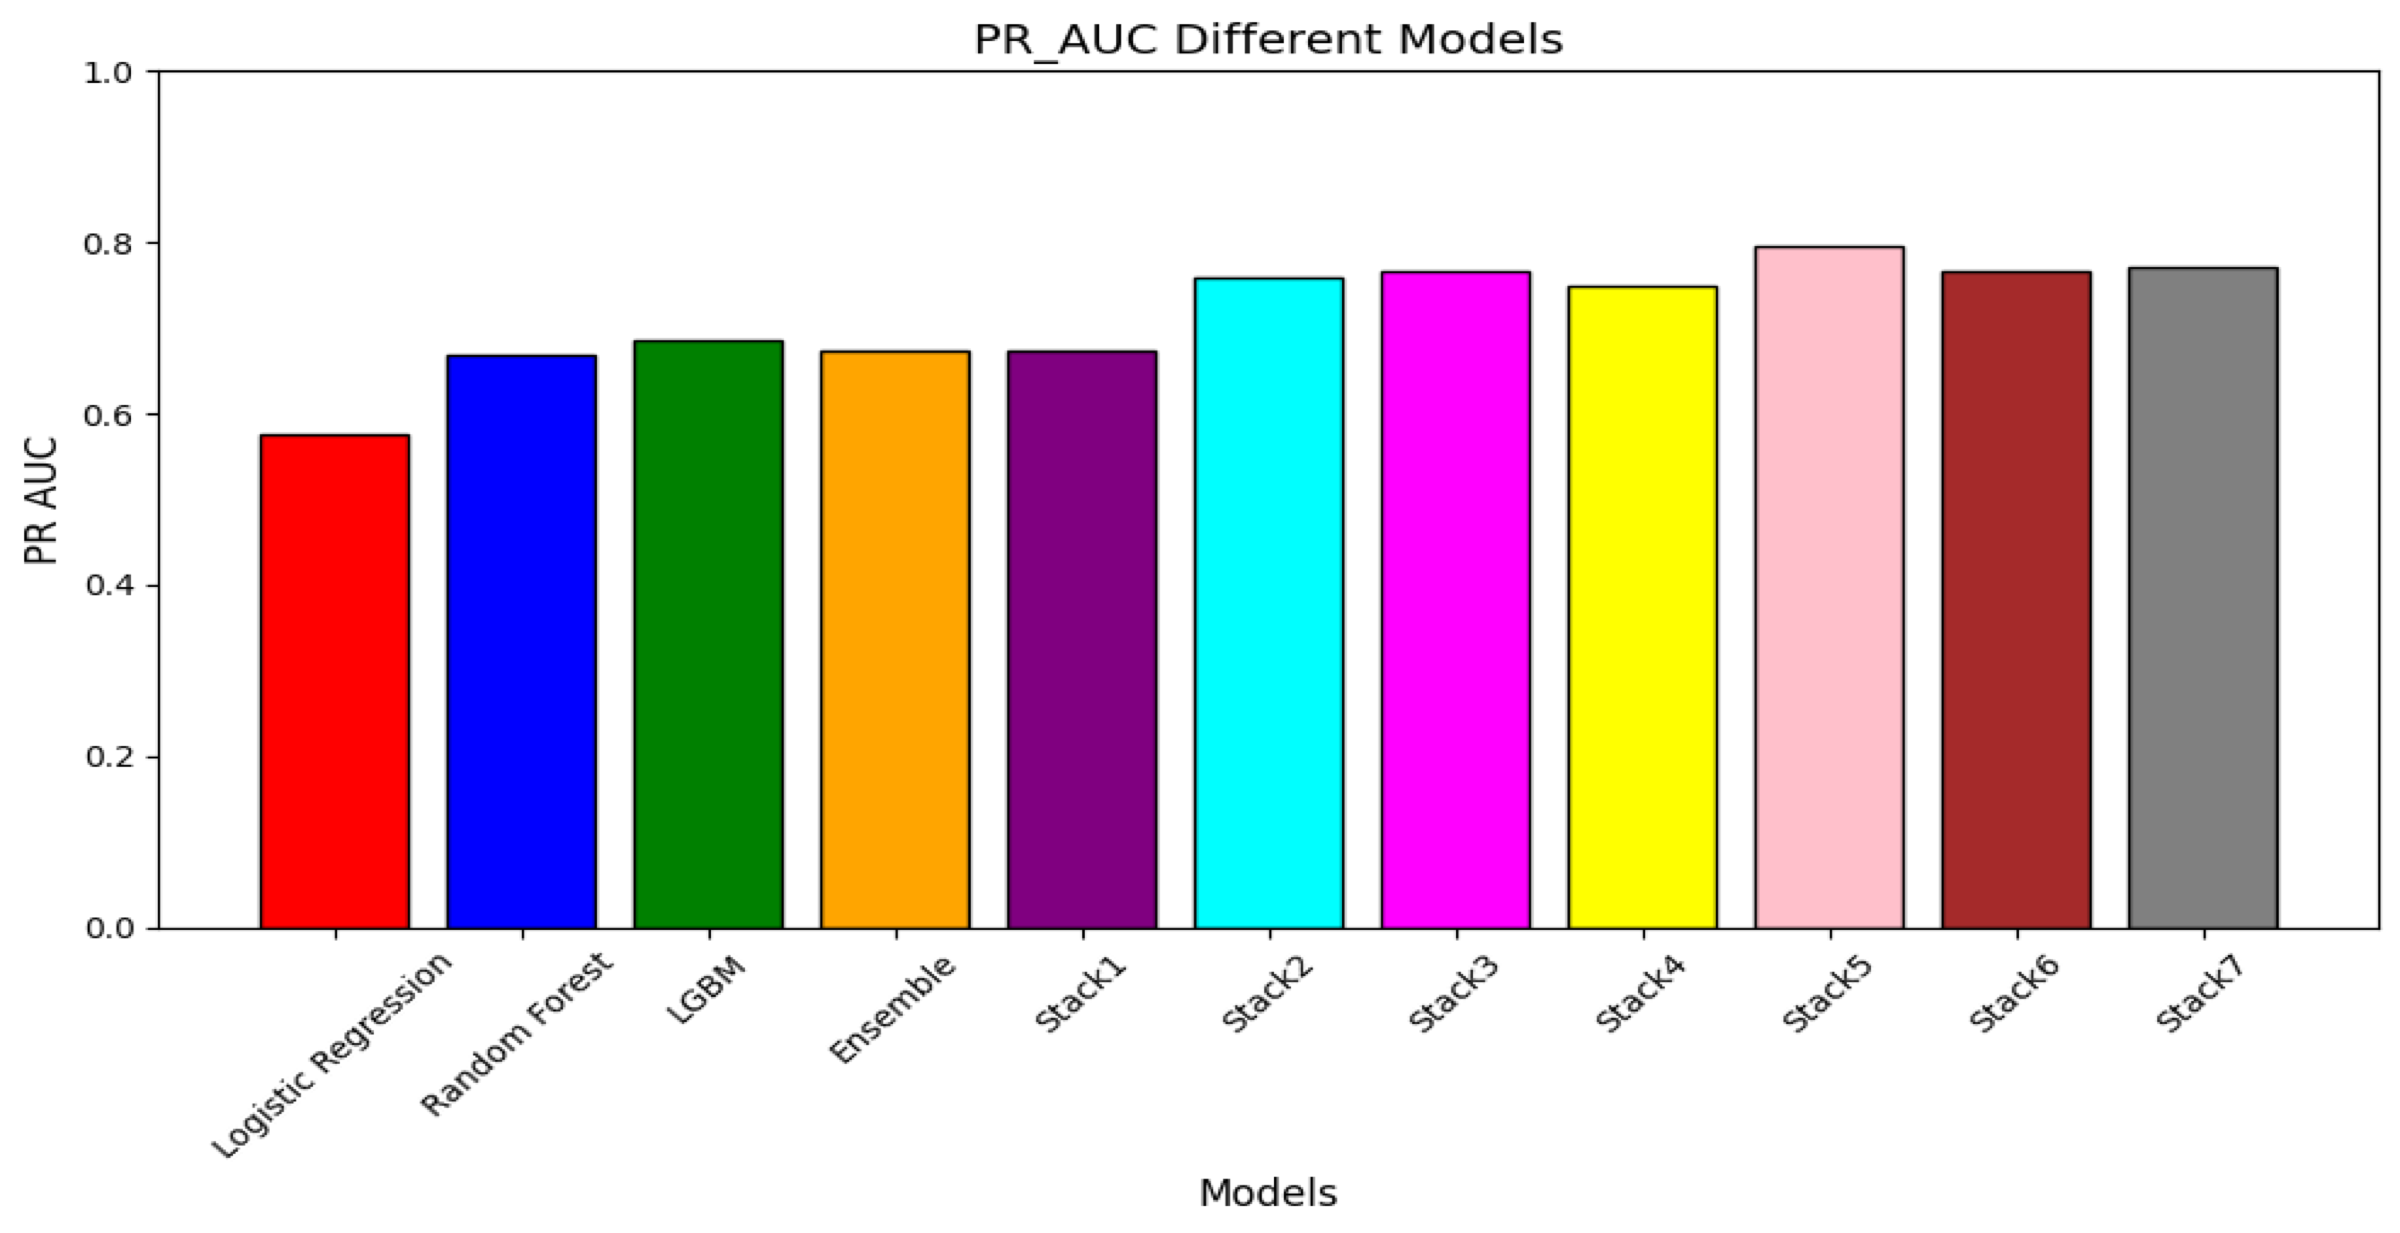 PR_AUC Different Models
1.0
0.8
0.6
0.4
0.2
0.0
PR AUC
Logistic Regression
Random Forest
LGBM
Ensemble
Stack1
Stack2
Stack3
Stack4
Stack5
Stack6
Stack7
Models